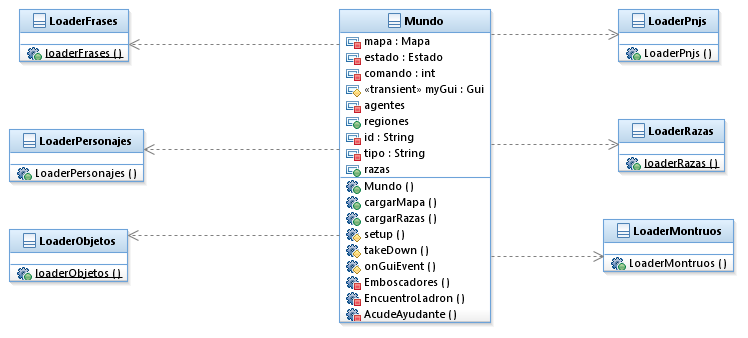 LoaderFrases
loaderFrases ()
LoaderPersonajes
LoaderPersonajes ()
LoaderObjetos
loaderObjetos ()
Mundo
mapa : Mapa
estado : Estado
comando : int
«transient» myGui : Gui
agentes
regiones
id : String
tipo : String
razas
Mundo ()
cargarMapa ()
cargarRazas ()
setup ()
takeDown ()
onGuiEvent ()
Emboscadores ()
EncuentroLadron ()
AcudeAyudante ()
LoaderPnjs
LoaderPnjs ()
LoaderRazas
loaderRazas ()
LoaderMontruos
LoaderMontruos ()